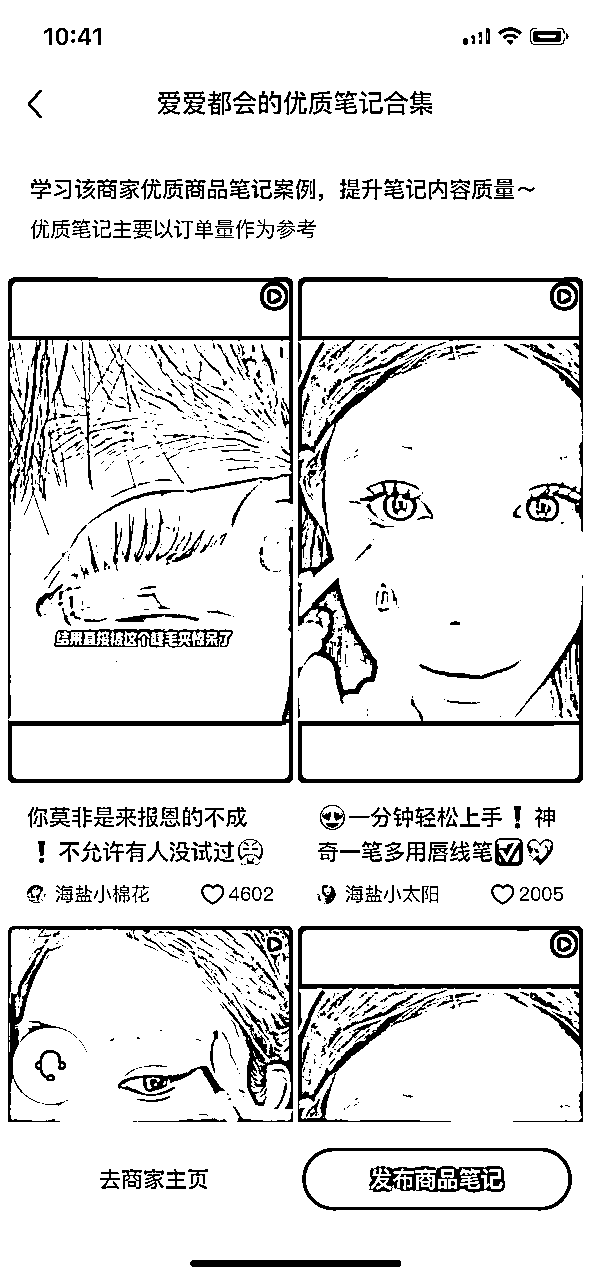 10:41
爱爱都会的优质笔记合集
学习该商家优质商品笔记案例，提升笔记内容质量～
优质笔记主要以订单量作为参考
结果直接被这个睫毛夹惊呆了
你莫非是来报恩的不成
❗不允许有人没试过😤
海盐小棉花 4602
😍一分钟轻松上手❗神
奇一笔多用唇线笔✅💘
海盐小太阳 2005
去商家主页
发布商品笔记